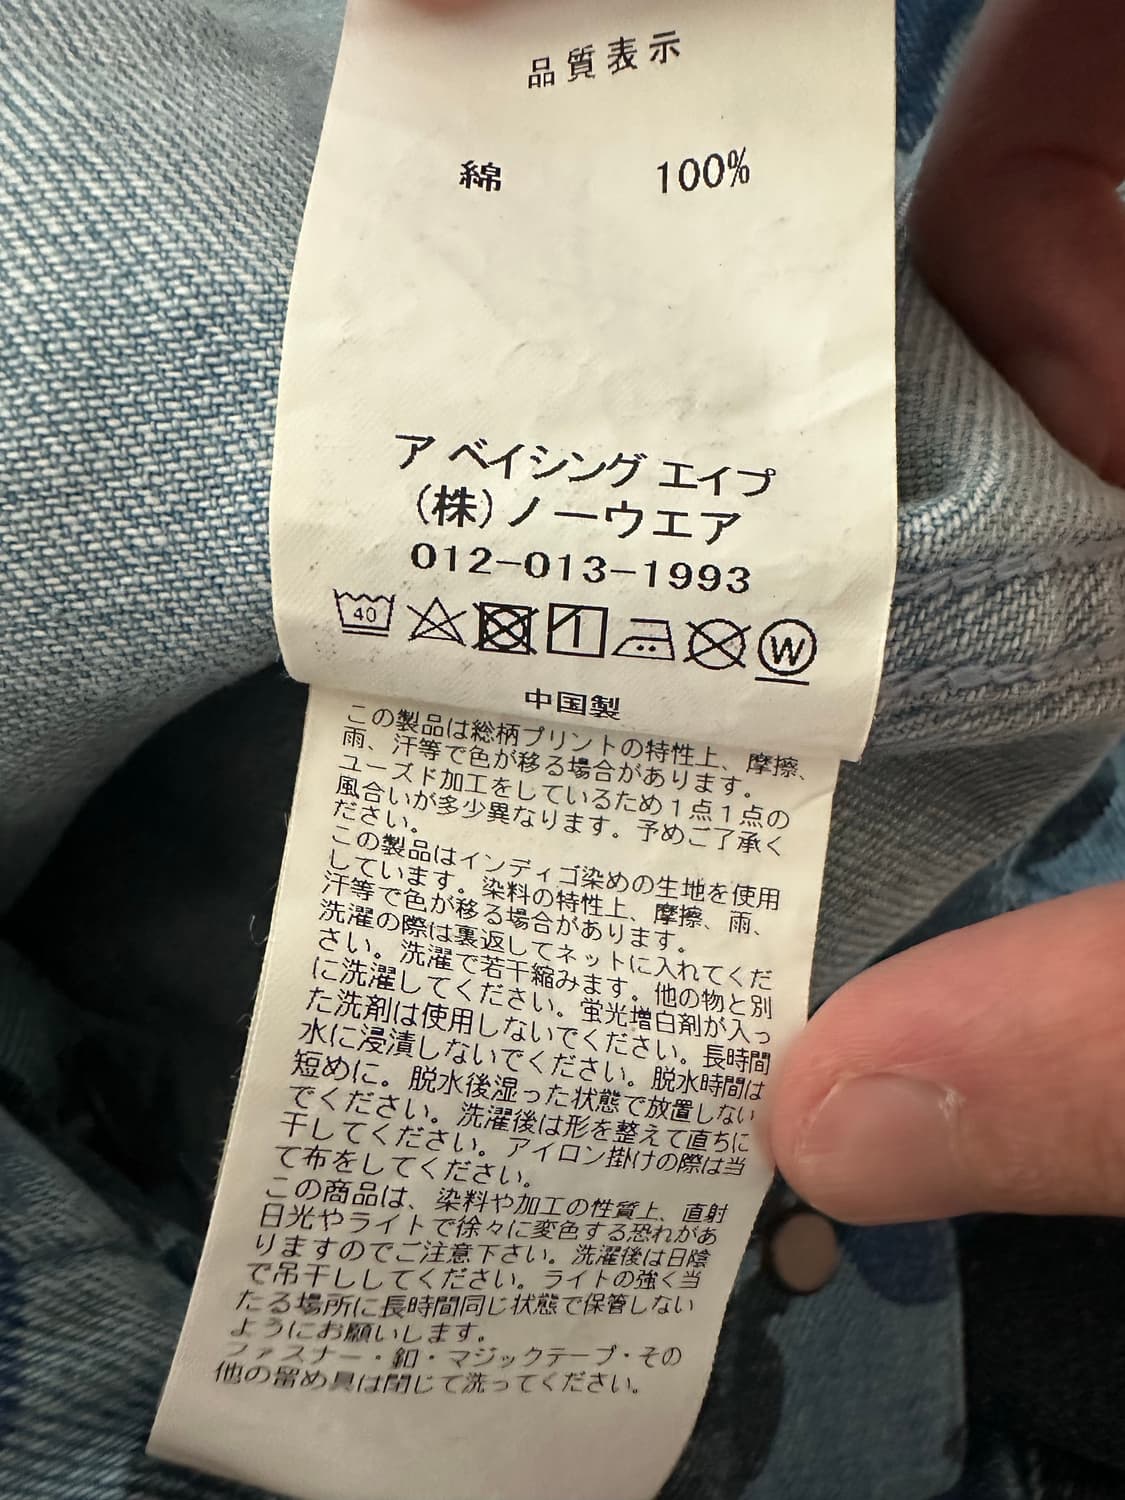 品質表示
綿 100%
ア ベイシング エイプ
(株)ノーウエア
012-013-1993
40
W
中国製
この製品は総柄プリントの特性上、摩擦、
雨、汗等で色が移る場合があります。
ユーズド加工をしているため1点1点の
風合いが多少異なります。予めご了承く
ださい。
この製品はインディゴ染めの生地を使用
しています。染料の特性上、摩擦、雨、
汗等で色が移る場合があります。
洗濯の際は裏返してネットに入れてくだ
さい。洗濯で若干縮みます。他の物と別
に洗濯してください。蛍光増白剤が入っ
た洗剤は使用しないでください。長時間
水に浸漬しないでください。脱水時間は
短めに。脱水後湿った状態で放置しない
でください。洗濯後は形を整えて直ちに
干してください。アイロン掛けの際は当
て布をしてください。
この商品は、染料や加工の性質上、直射
日光やライトで徐々に変色する恐れがあ
りますのでご注意下さい。洗濯後は日陰
で吊干ししてください。ライトの強く当
たる場所に長時間同じ状態で保管しない
ようにお願いします。
ファスナー・釦・マジックテープ・その
他の留め具は閉じて洗ってください。